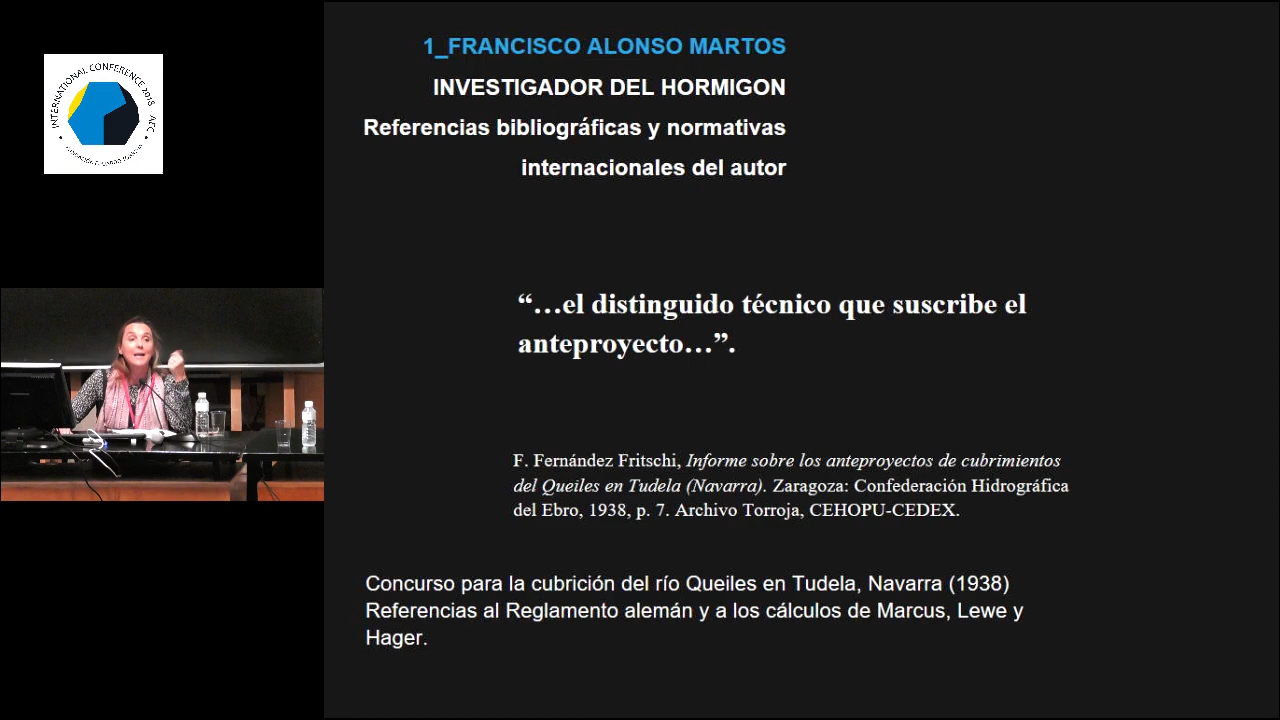 INTERNATIONAL CONFERENCE 2018 AFC
1_FRANCISCO ALONSO MARTOS
INVESTIGADOR DEL HORMIGON
Referencias bibliográficas y normativas
internacionales del autor
“…el distinguido técnico que suscribe el
anteproyecto…”.
F. Fernández Fritschi, Informe sobre los anteproyectos de cubrimientos
del Queiles en Tudela (Navarra). Zaragoza: Confederación Hidrográfica
del Ebro, 1938, p. 7. Archivo Torroja, CEHOPU-CEDEX.
Concurso para la cubrición del río Queiles en Tudela, Navarra (1938)
Referencias al Reglamento alemán y a los cálculos de Marcus, Lewe y
Hager.